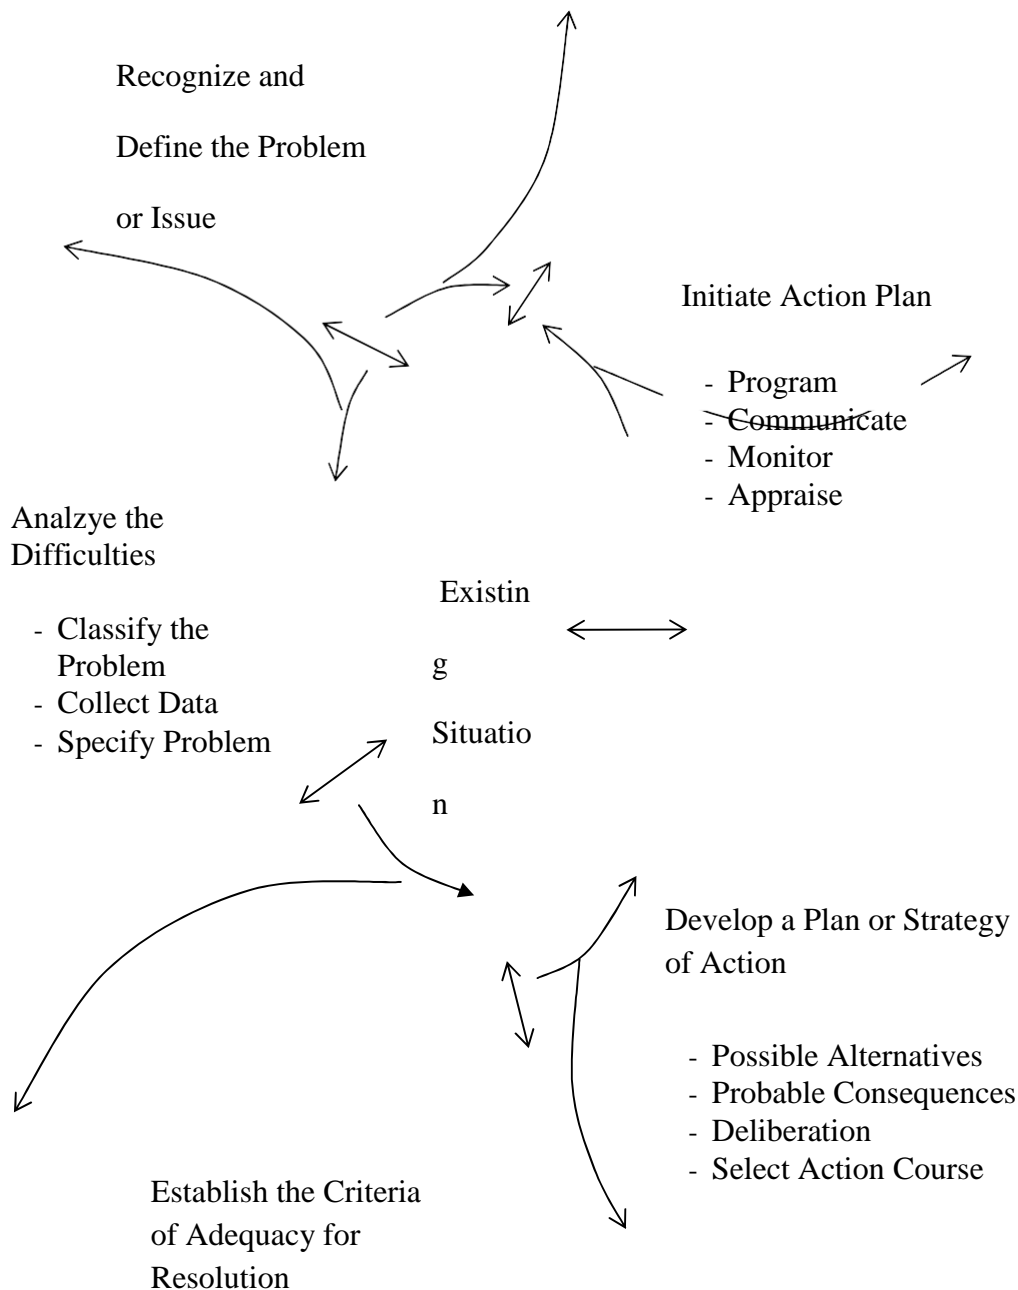 Recognize and
Define the Problem
or Issue
Initiate Action Plan
- Program
- Communicate
- Monitor
- Appraise
Analzye the
Difficulties
- Classify the
Problem
- Collect Data
- Specify Problem
Existin
g
Situatio
n
Develop a Plan or Strategy
of Action
- Possible Alternatives
- Probable Consequences
- Deliberation
- Select Action Course
Establish the Criteria
of Adequacy for
Resolution